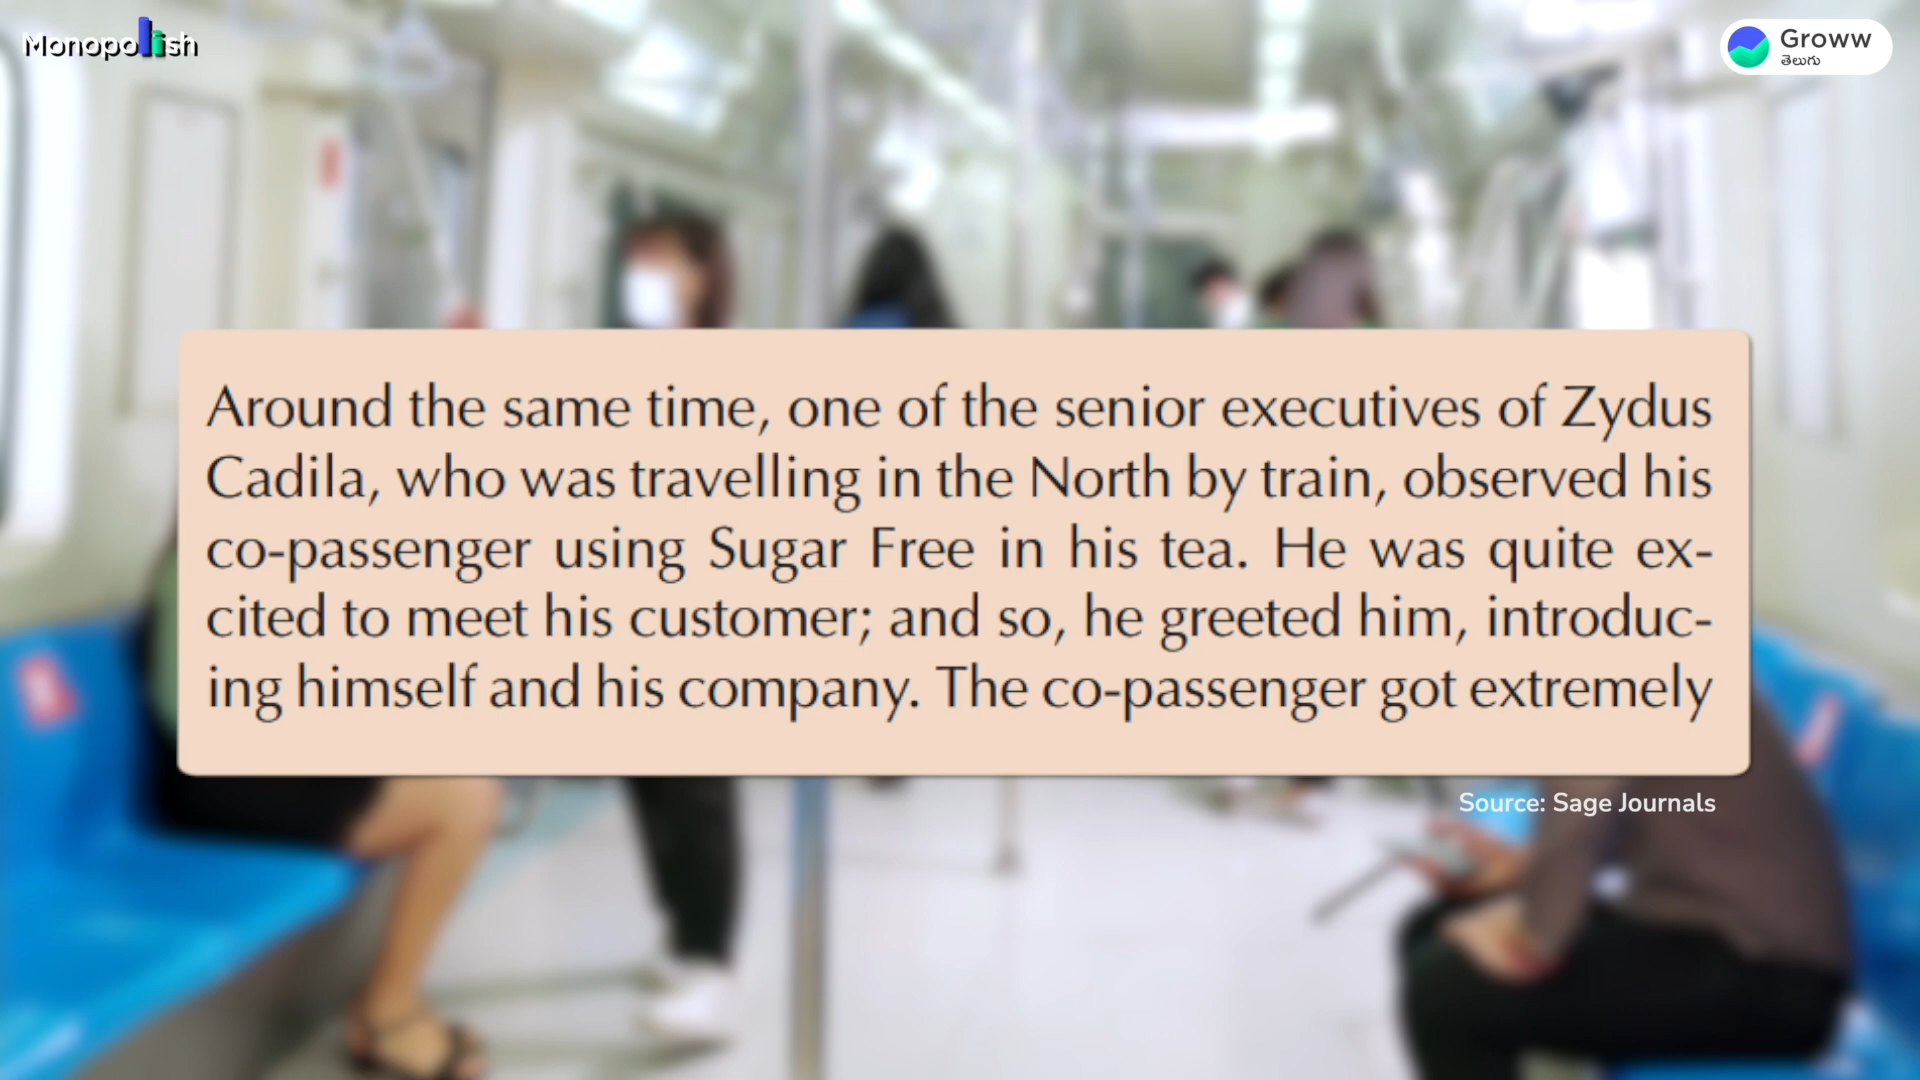 Monopolish
Groww
తెలుగు
Around the same time, one of the senior executives of Zydus
Cadila, who was travelling in the North by train, observed his
co-passenger using Sugar Free in his tea. He was quite ex-
cited to meet his customer; and so, he greeted him, introduc-
ing himself and his company. The co-passenger got extremely
Source: Sage Journals